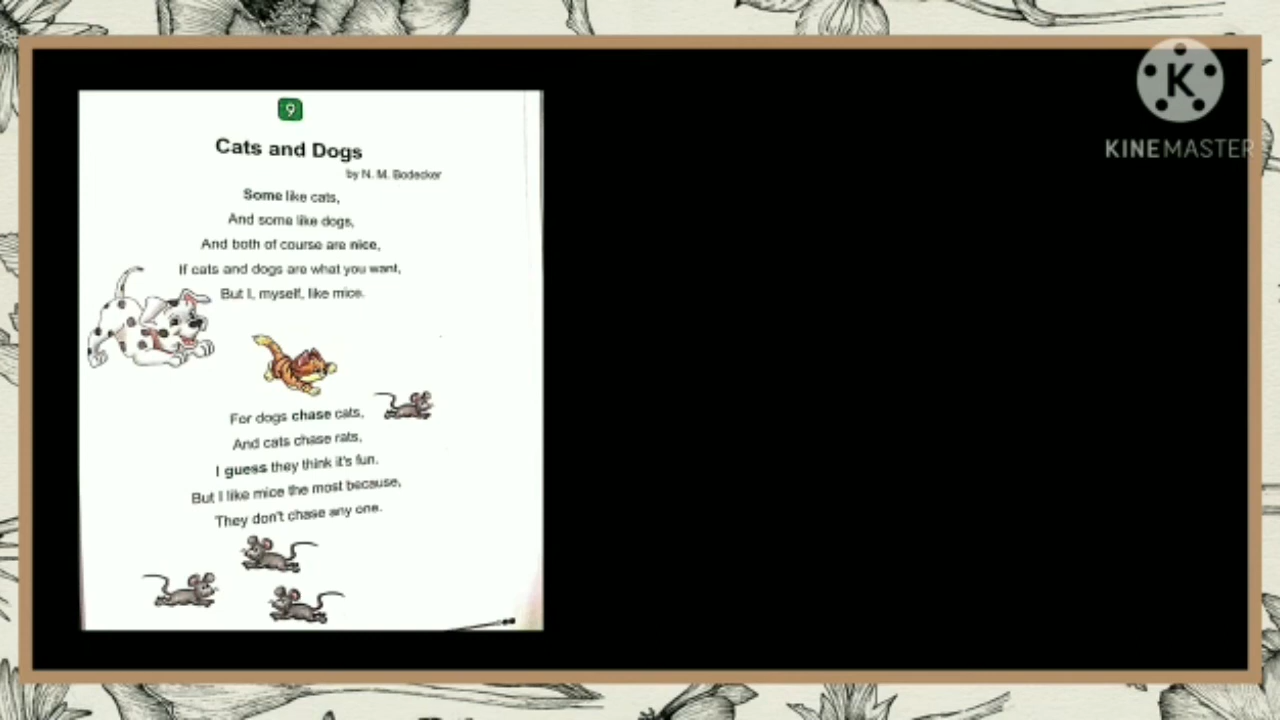 9
Cats and Dogs
by N. M. Bodecker
Some like cats,
And some like dogs,
And both of course are nice,
If cats and dogs are what you want,
But I, myself, like mice.
For dogs chase cats,
And cats chase rats,
I guess they think it's fun.
But I like mice the most because,
They don't chase any one.
K
KINEMASTER